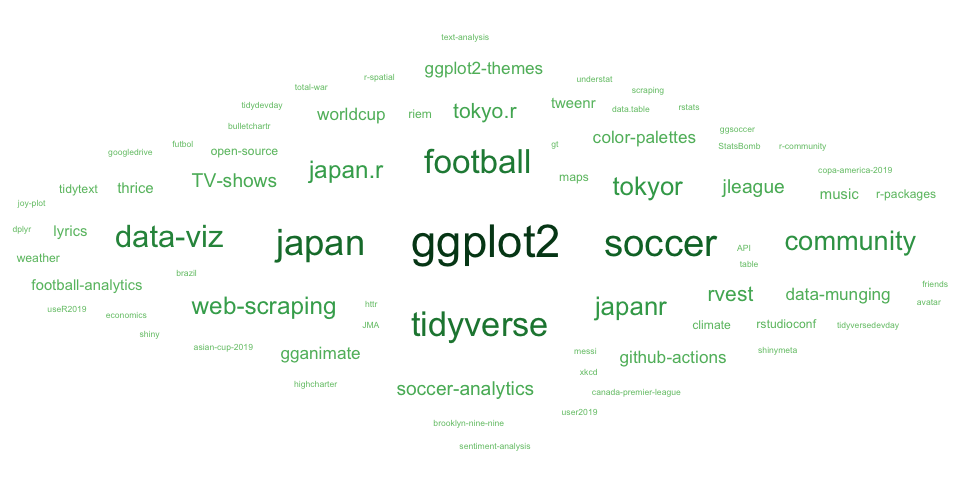 text-analysis
ggplot2-themes
r-spatial
understat
total-war
scraping
tidydevday
worldcup
riem
tokyo.r
tweenr
data.table
rstats
bulletchartr
color-palettes
ggsoccer
googledrive
futbol
open-source
football
gt
StatsBomb
r-community
japan.r
TV-shows
maps
copa-america-2019
tidytext
thrice
tokyor
jleague
music
r-packages
joy-plot
dplyr
lyrics
data-viz
japan
ggplot2
soccer
API
community
weather
table
brazil
football-analytics
friends
useR2019
economics
web-scraping
httr
japanr
rvest
data-munging
avatar
shiny
JMA
tidyverse
climate
rstudioconf
tidyversedevday
asian-cup-2019
gganimate
messi
github-actions
shinymeta
xkcd
highcharter
soccer-analytics
canada-premier-league
user2019
brooklyn-nine-nine
sentiment-analysis